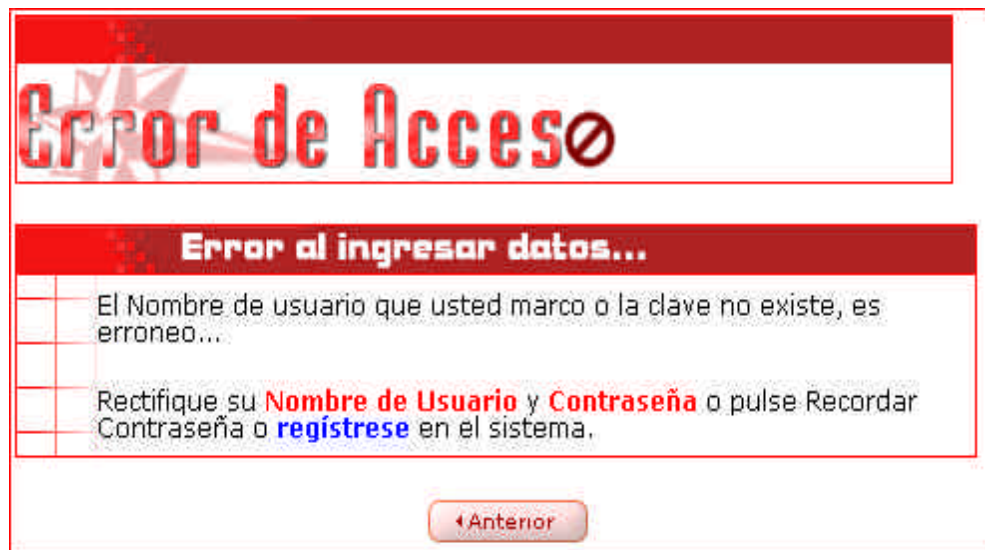 Error de Acceso
Error al ingresar datos...
El Nombre de usuario que usted marco o la clave no existe, es
erroneo...
Rectifique su Nombre de Usuario y Contraseña o pulse Recordar
Contraseña o regístrese en el sistema.
Anterior